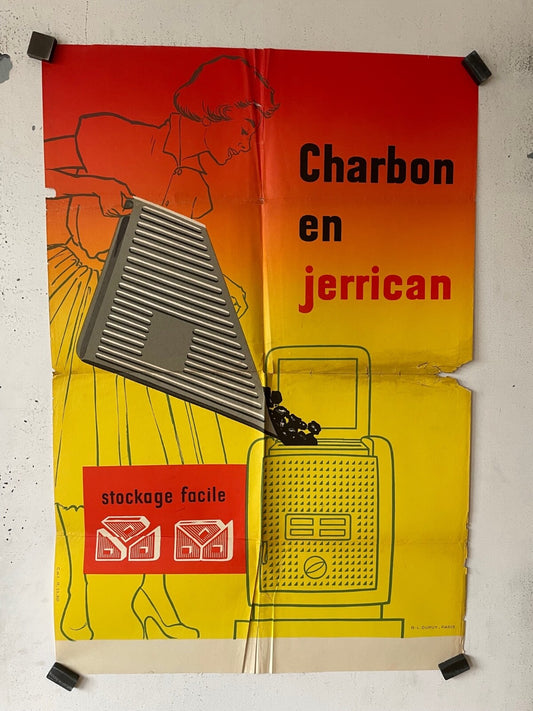 Charbon
en
jerrican
stockage facile
R-L. DUPUY. PARIS